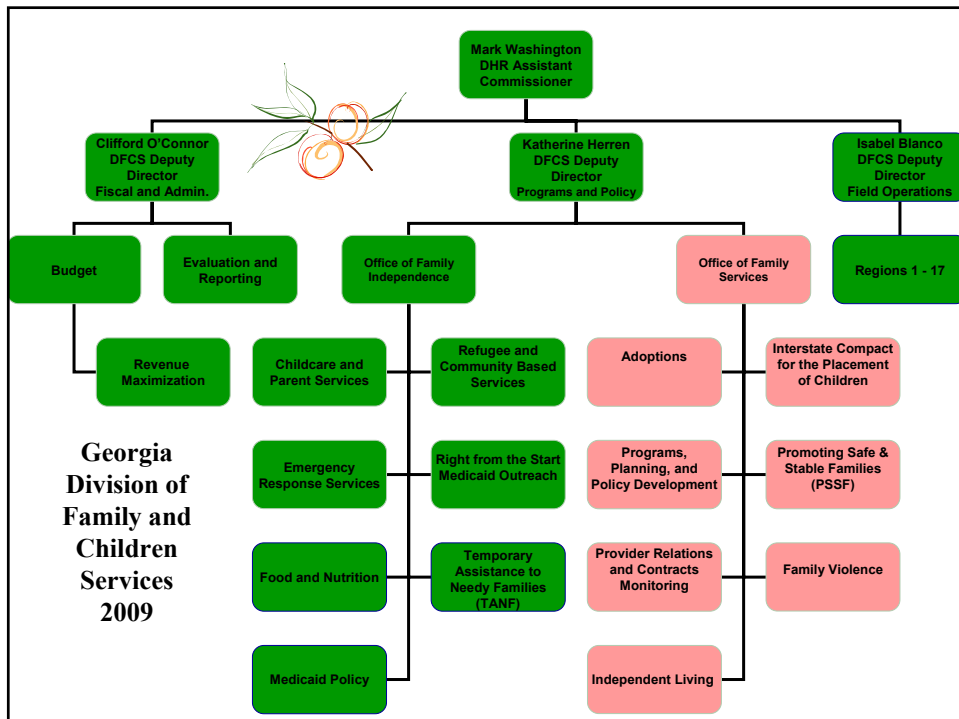 Mark Washington
DHR Assistant
Commissioner
Clifford O'Connor
DFCS Deputy
Director
Fiscal and Admin.
Katherine Herren
DFCS Deputy
Director
Programs and Policy
Isabel Blanco
DFCS Deputy
Director
Field Operations
Budget
Evaluation and
Reporting
Office of Family
Independence
Office of Family
Services
Regions 1 - 17
Revenue
Maximization
Childcare and
Parent Services
Refugee and
Community Based
Services
Adoptions
Interstate Compact
for the Placement
of Children
Georgia
Division of
Family and
Children
Services
2009
Emergency
Response Services
Right from the Start
Medicaid Outreach
Programs,
Planning, and
Policy Development
Promoting Safe &
Stable Families
(PSSF)
Food and Nutrition
Temporary
Assistance to
Needy Families
(TANF)
Provider Relations
and Contracts
Monitoring
Family Violence
Medicaid Policy
Independent Living